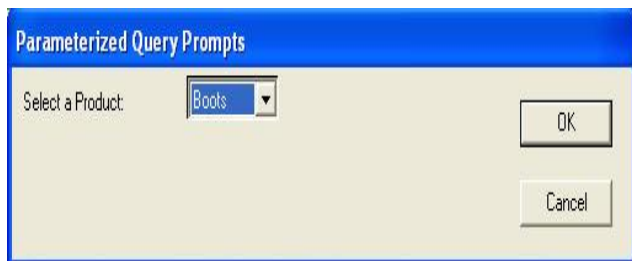 Parameterized Query Prompts
Select a Product:
Boots
OK
Cancel